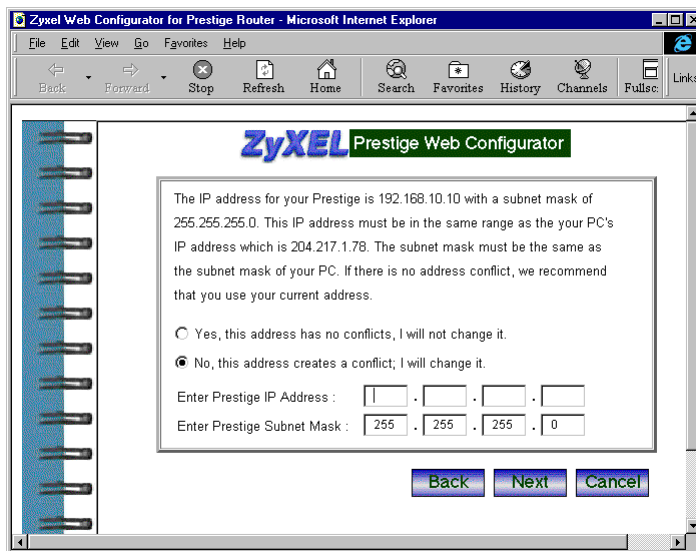 Zyxel Web Configurator for Prestige Router - Microsoft Internet Explorer
File Edit View Go Favorites Help
Back Forward Stop Refresh Home Search Favorites History Channels Fullsc Links
ZyXEL Prestige Web Configurator
The IP address for your Prestige is 192.168.10.10 with a subnet mask of
255.255.255.0. This IP address must be in the same range as the your PC's
IP address which is 204.217.1.78. The subnet mask must be the same as
the subnet mask of your PC. If there is no address conflict, we recommend
that you use your current address.
Yes, this address has no conflicts, I will not change it.
No, this address creates a conflict; I will change it.
Enter Prestige IP Address : . . .
Enter Prestige Subnet Mask : 255 . 255 . 255 . 0
Back Next Cancel